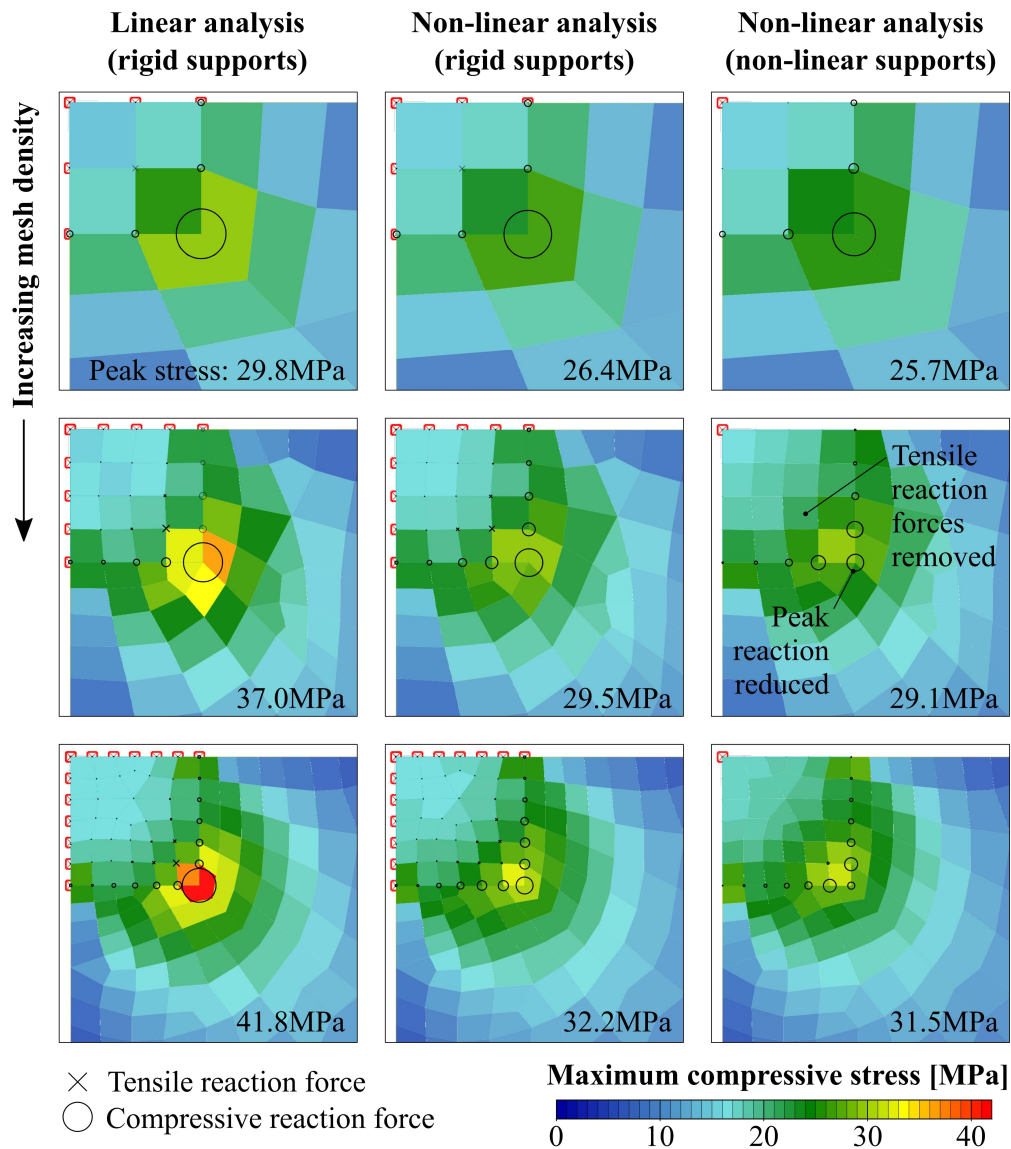 Linear analysis
(rigid supports)
Non-linear analysis
(rigid supports)
Non-linear analysis
(non-linear supports)
Increasing mesh density
Peak stress: 29.8MPa
26.4MPa
25.7MPa
37.0MPa
29.5MPa
Tensile
reaction
forces
removed
Peak
reaction
reduced
29.1MPa
41.8MPa
32.2MPa
31.5MPa
Tensile reaction force
Compressive reaction force
Maximum compressive stress [MPa]
0 10 20 30 40